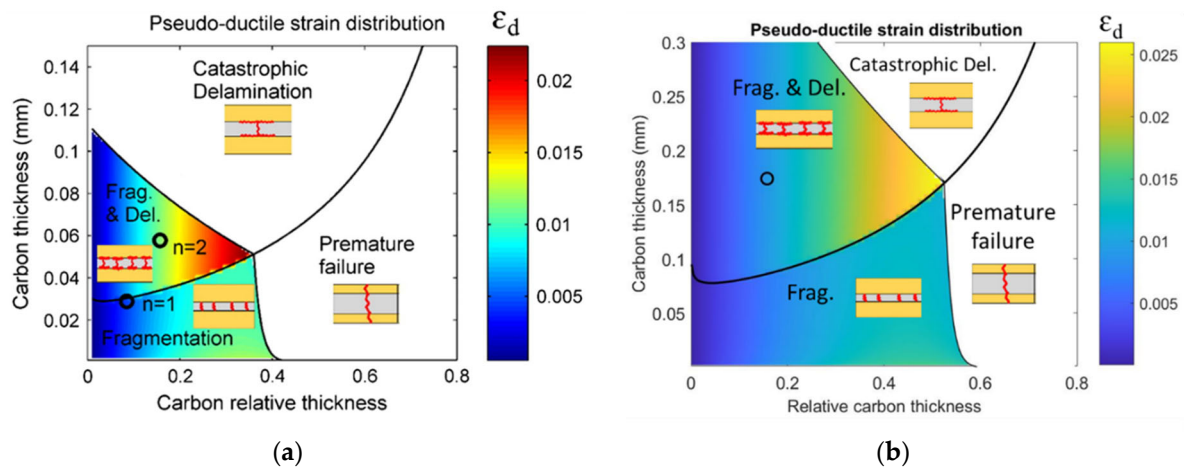 Pseudo-ductile strain distribution
εd
0.14
0.12
0.1
0.08
0.06
0.04
0.02
Carbon thickness (mm)
Catastrophic
Delamination
Frag.
& Del.
n=2
n=1
Fragmentation
Premature
failure
0
0.2
0.4
0.6
0.8
Carbon relative thickness
0.02
0.015
0.01
0.005
(a)
Pseudo-ductile strain distribution
εd
0.3
0.25
0.2
0.15
0.1
0.05
Carbon thickness (mm)
Catastrophic Del.
Frag. & Del.
Premature
failure
Frag.
0
0.2
0.4
0.6
0.8
Relative carbon thickness
0.025
0.02
0.015
0.01
0.005
(b)